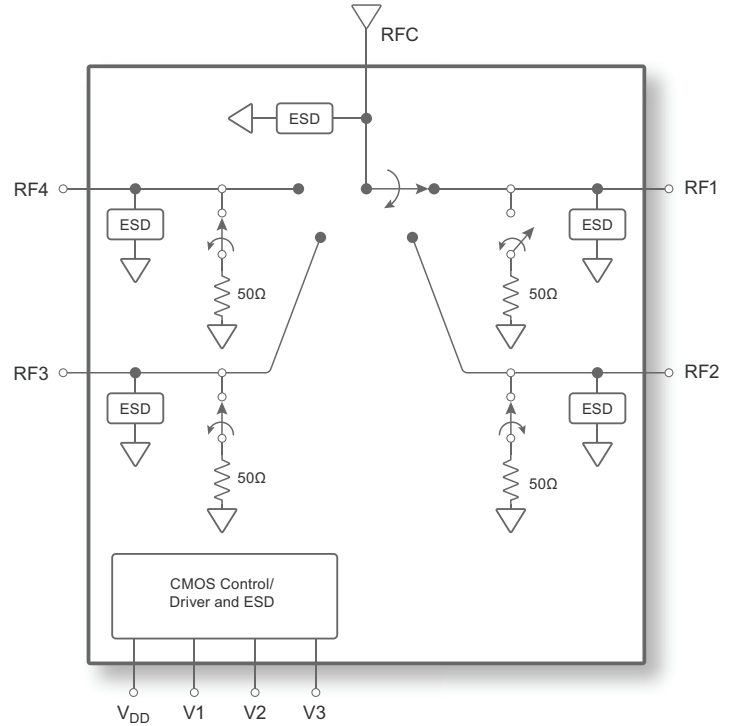 RFC
ESD
RF4
RF1
ESD
ESD
50Ω
50Ω
RF3
RF2
ESD
ESD
50Ω
50Ω
CMOS Control/
Driver and ESD
VDD V1 V2 V3